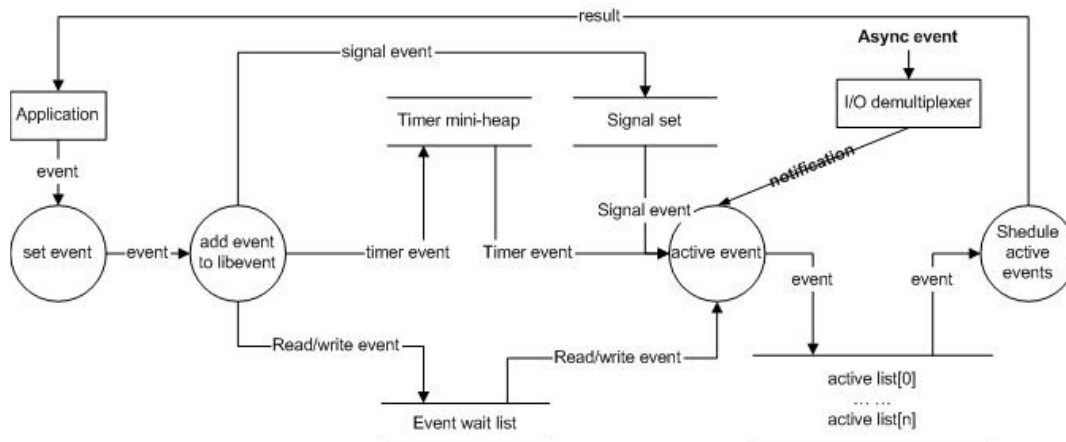 result
signal event
Async event
Application
Timer mini-heap
Signal set
I/O demultiplexer
event
notification
Signal event
set event
event
add event
to libevent
timer event
Timer event
active event
event
event
Shedule
active
events
Read/write event
Read/write event
Event wait list
active list[0]
... ...
active list[n]